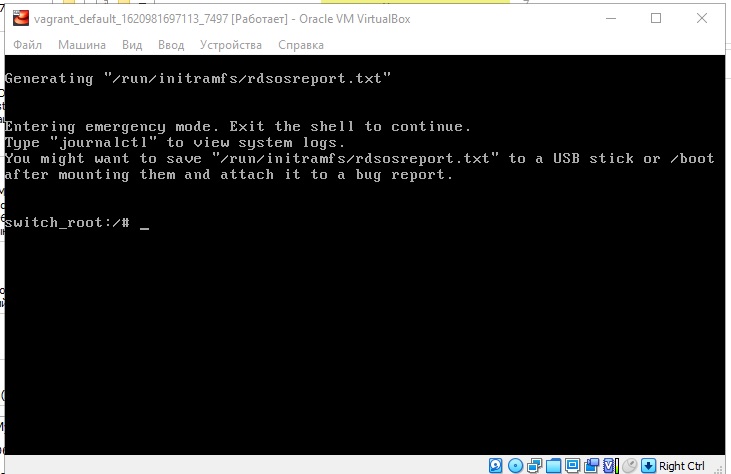 vagrant_default_1620981697113_7497 [Работает] - Oracle VM VirtualBox
Файл Машина Вид Ввод Устройства Справка
Generating "/run/initramfs/rdsosreport.txt"
Entering emergency mode. Exit the shell to continue.
Type "journalctl" to view system logs.
You might want to save "/run/initramfs/rdsosreport.txt" to a USB stick or /boot
after mounting them and attach it to a bug report.
switch_root:/# _
Right Ctrl